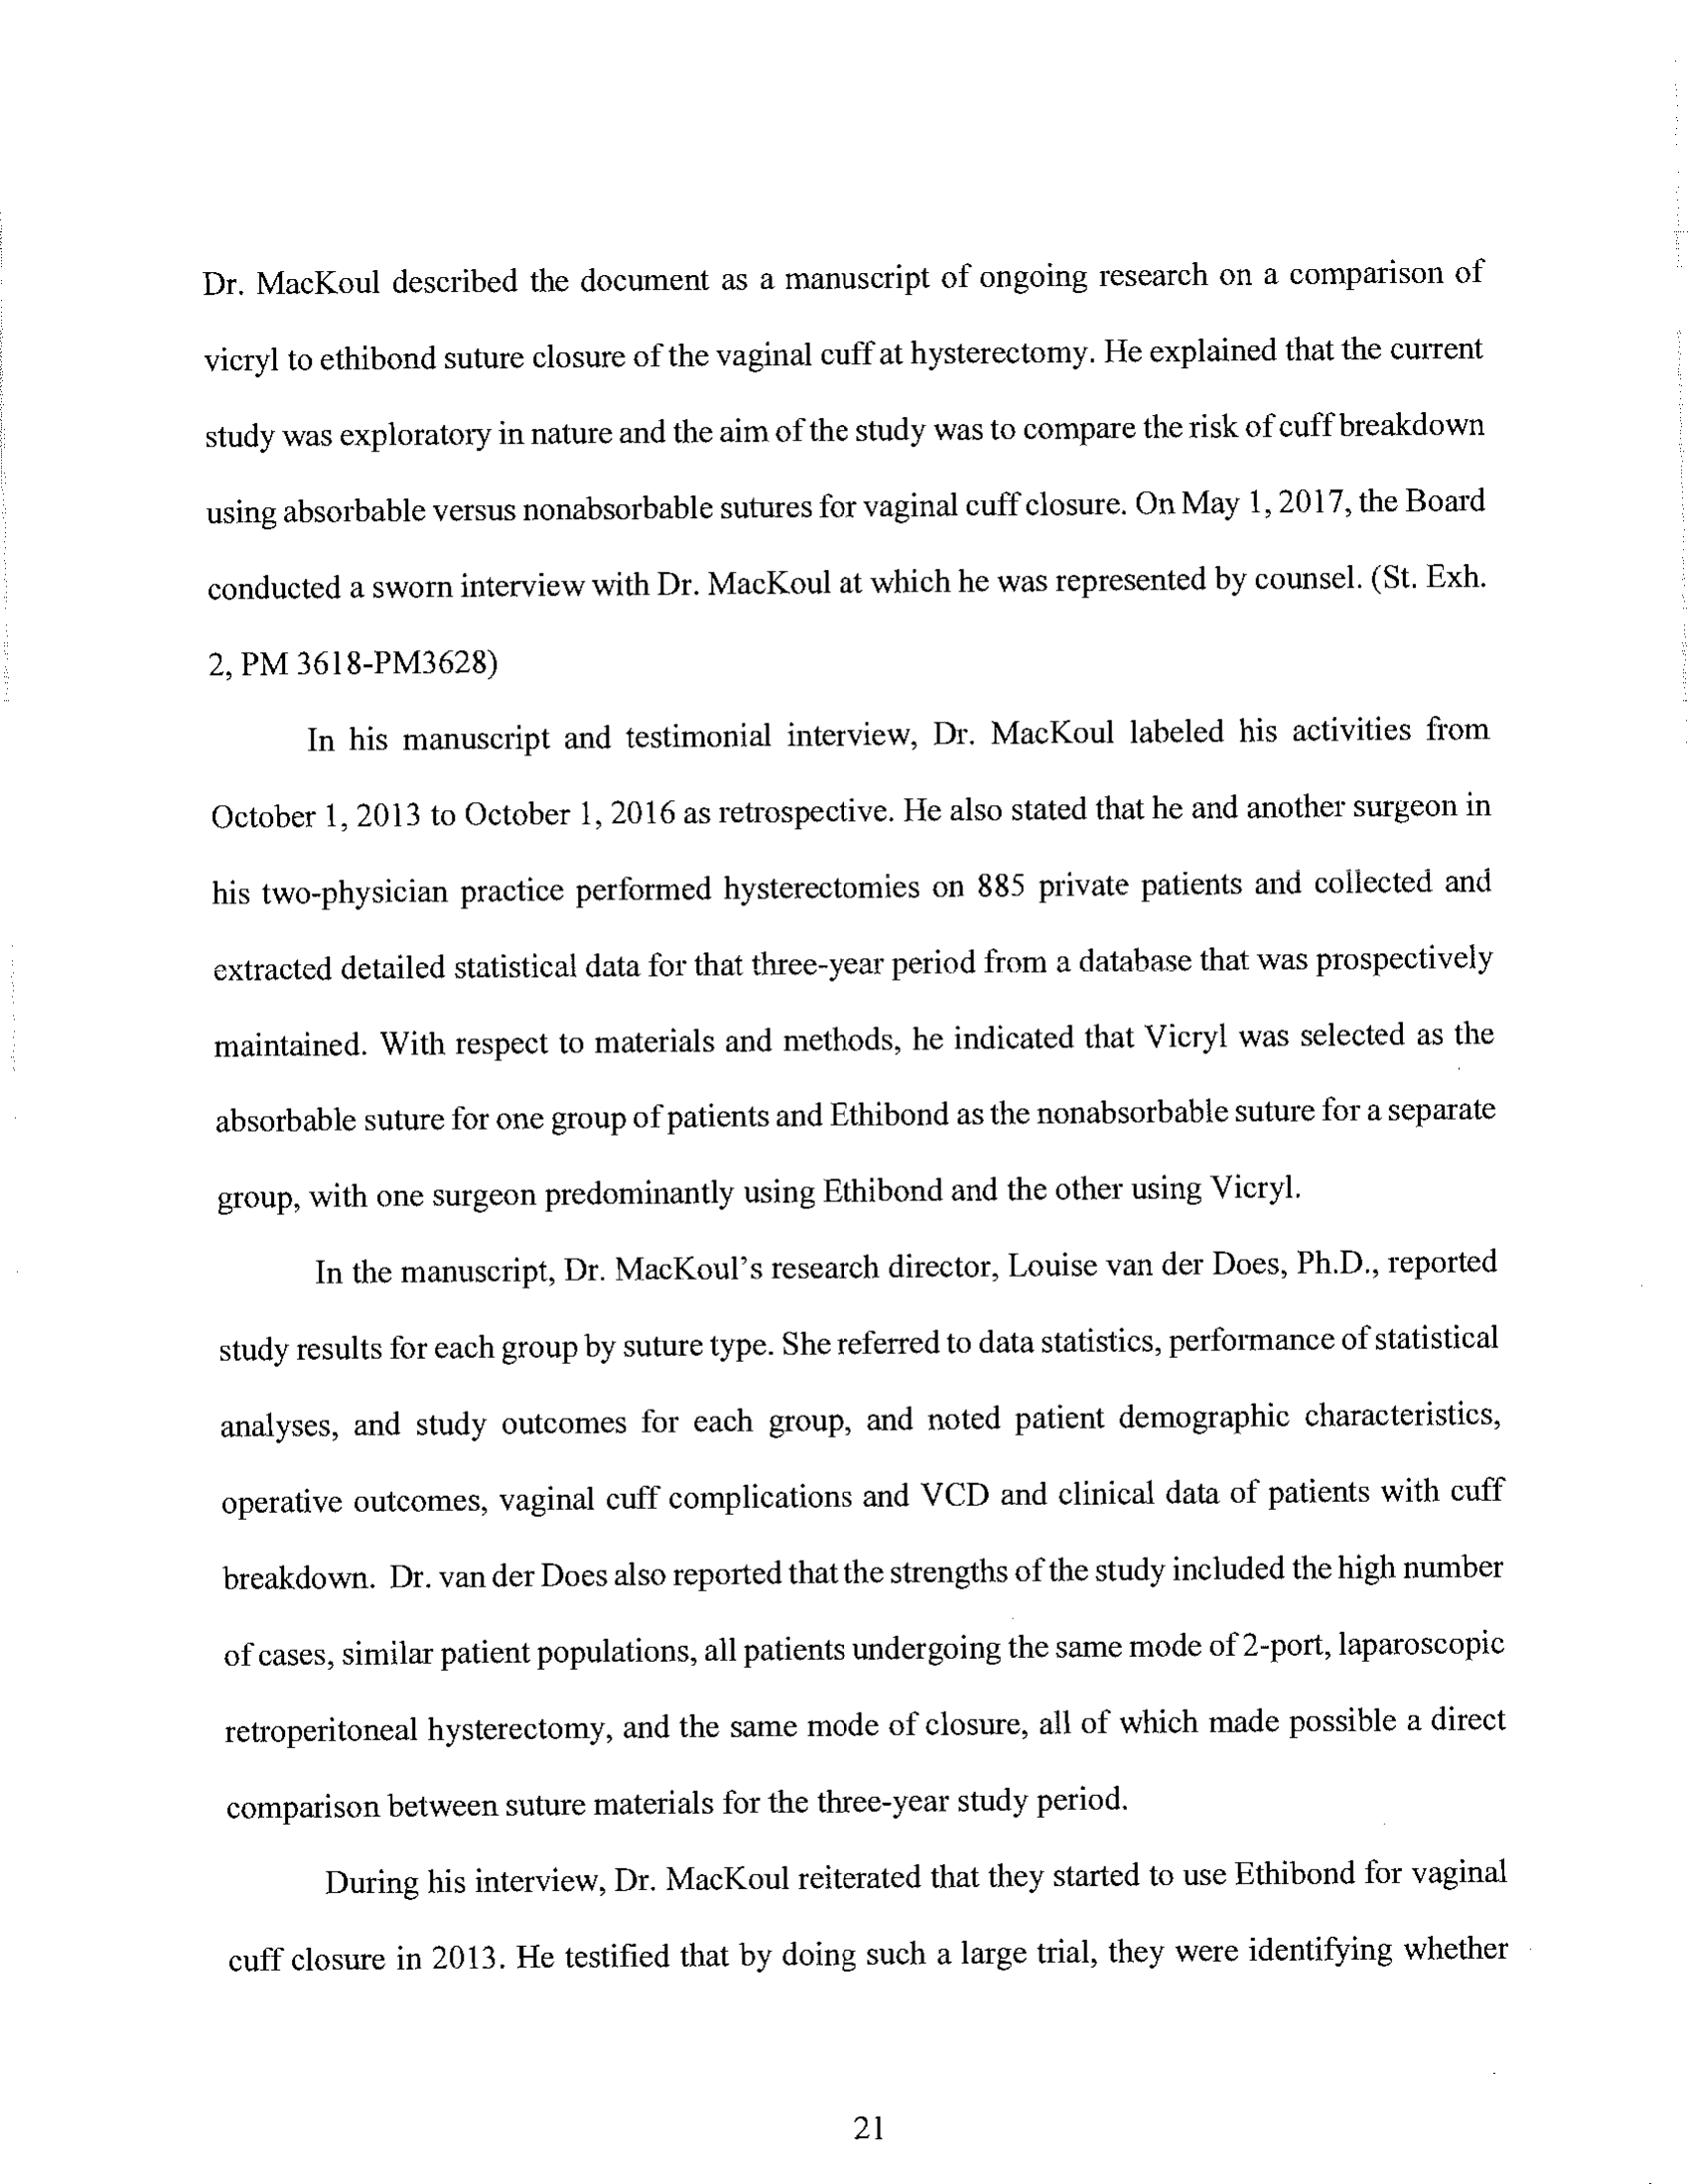 Dr. MacKoul described the document as a manuscript of ongoing research on a comparison of
vicryl to ethibond suture closure of the vaginal cuff at hysterectomy. He explained that the current
study was exploratory in nature and the aim of the study was to compare the risk of cuff breakdown
using absorbable versus nonabsorbable sutures for vaginal cuff closure. On May 1, 2017, the Board
conducted a sworn interview with Dr. MacKoul at which he was represented by counsel. (St. Exh.
2, PM 3618-PM3628)
In his manuscript and testimonial interview, Dr. MacKoul labeled his activities from
October 1, 2013 to October 1, 2016 as retrospective. He also stated that he and another surgeon in
his two-physician practice performed hysterectomies on 885 private patients and collected and
extracted detailed statistical data for that three-year period from a database that was prospectively
maintained. With respect to materials and methods, he indicated that Vicryl was selected as the
absorbable suture for one group of patients and Ethibond as the nonabsorbable suture for a separate
group, with one surgeon predominantly using Ethibond and the other using Vicryl.
In the manuscript, Dr. MacKoul's research director, Louise van der Does, Ph.D., reported
study results for each group by suture type. She referred to data statistics, performance of statistical
analyses, and study outcomes for each group, and noted patient demographic characteristics,
operative outcomes, vaginal cuff complications and VCD and clinical data of patients with cuff
breakdown. Dr. van der Does also reported that the strengths of the study included the high number
of cases, similar patient populations, all patients undergoing the same mode of 2-port, laparoscopic
retroperitoneal hysterectomy, and the same mode of closure, all of which made possible a direct
comparison between suture materials for the three-year study period.
During his interview, Dr. MacKoul reiterated that they started to use Ethibond for vaginal
cuff closure in 2013. He testified that by doing such a large trial, they were identifying whether
21